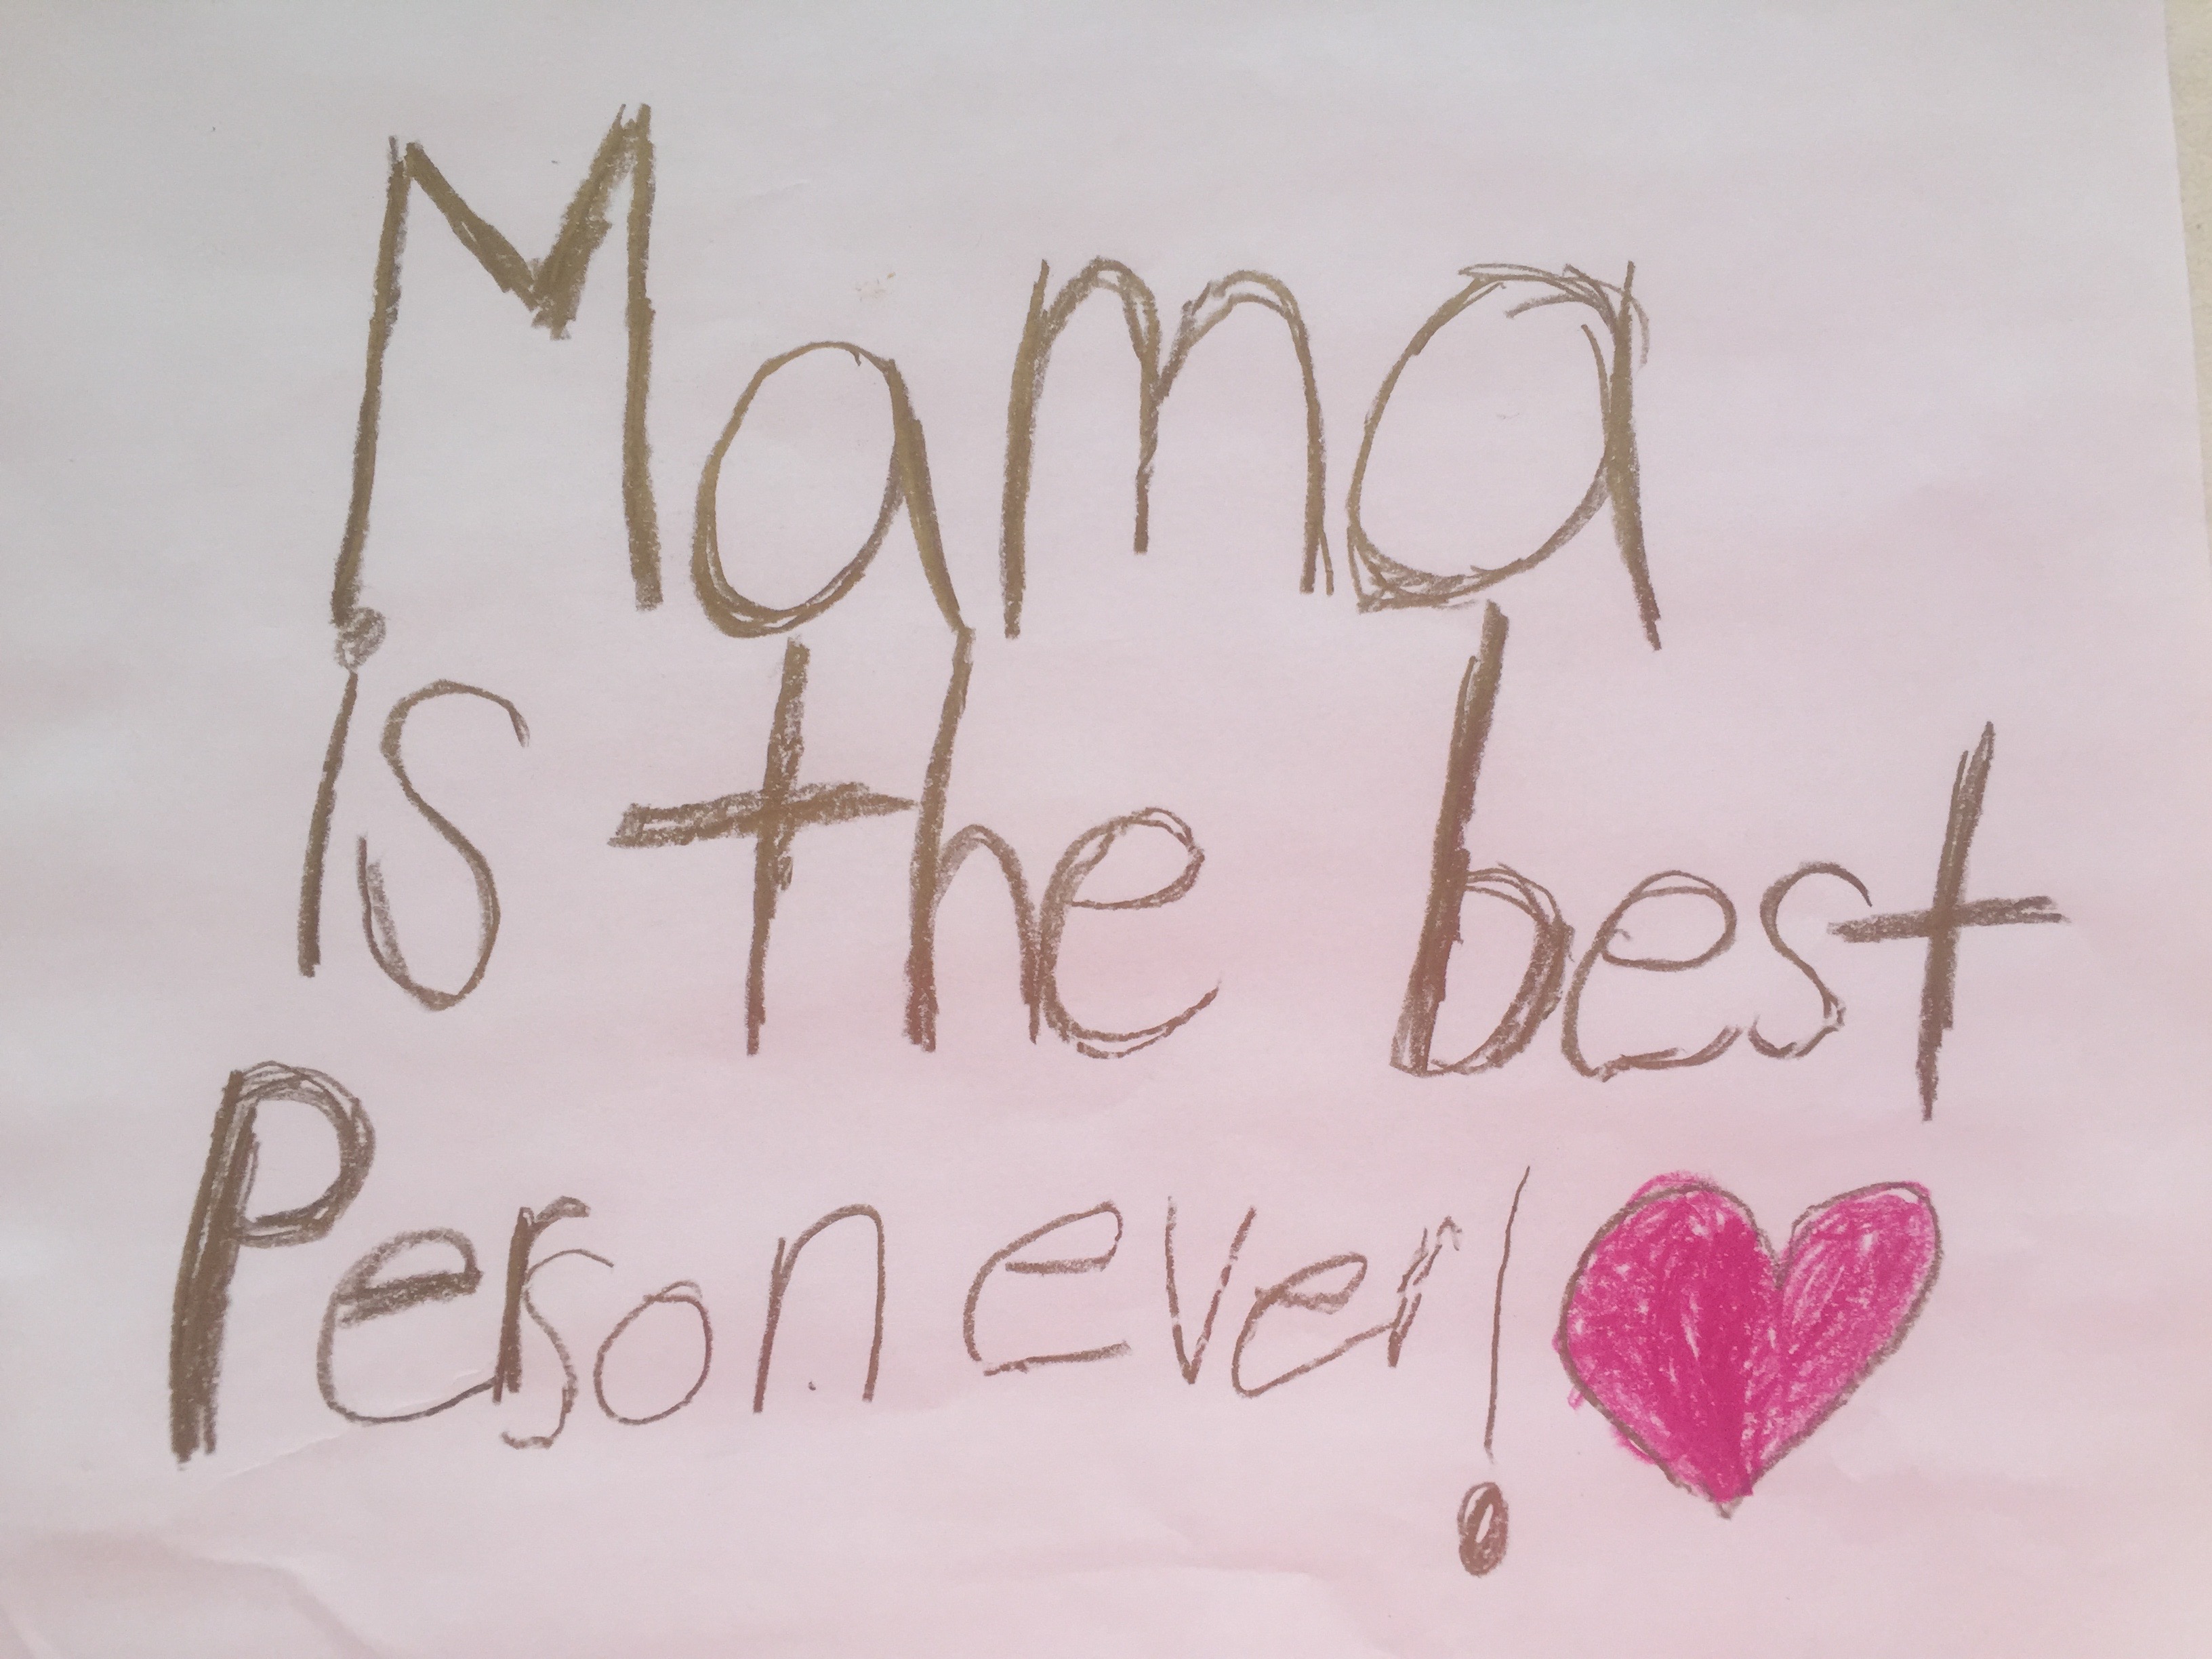 Mama
is the best
Person ever!